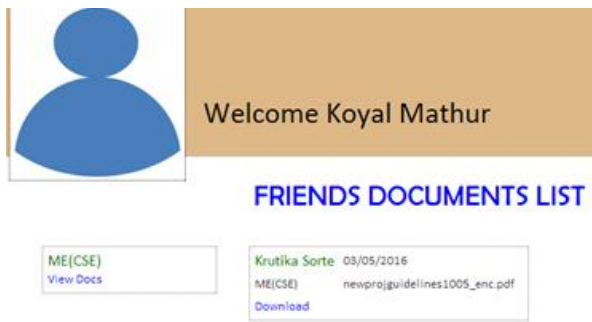 Welcome Koyal Mathur
FRIENDS DOCUMENTS LIST
ME(CSE)
View Docs
Krutika Sorte 03/05/2016
ME(CSE) newprojguidelines1005_enc.pdf
Download